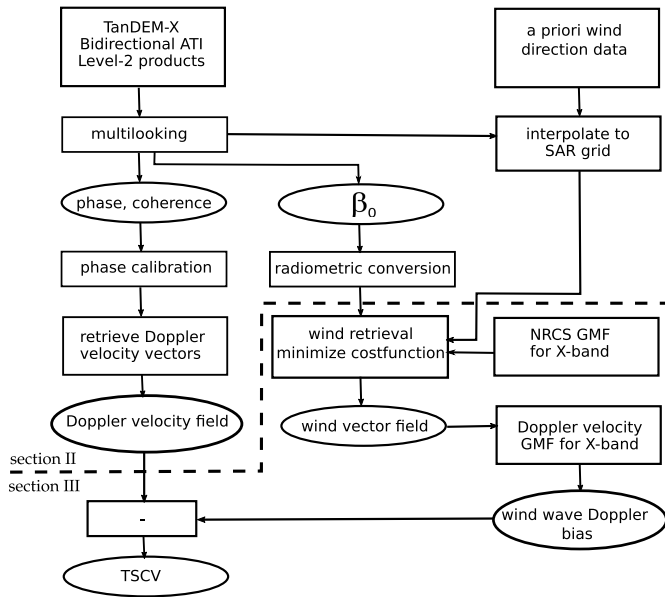 TanDEM-X
Bidirectional ATI
Level-2 products
a priori wind
direction data
multilooking
interpolate to
SAR grid
phase, coherence
β₀
phase calibration
radiometric conversion
retrieve Doppler
velocity vectors
wind retrieval
minimize costfunction
NRCS GMF
for X-band
Doppler velocity field
wind vector field
Doppler velocity
GMF for X-band
section II
section III
-
wind wave Doppler
bias
TSCV